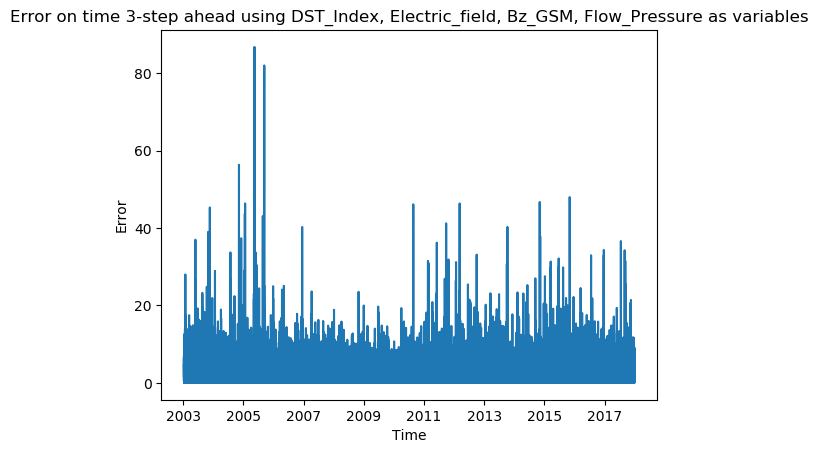 Error on time 3-step ahead using DST_Index, Electric_field, Bz_GSM, Flow_Pressure as variables
80
60
40
20
0
Error
2003 2005 2007 2009 2011 2013 2015 2017
Time